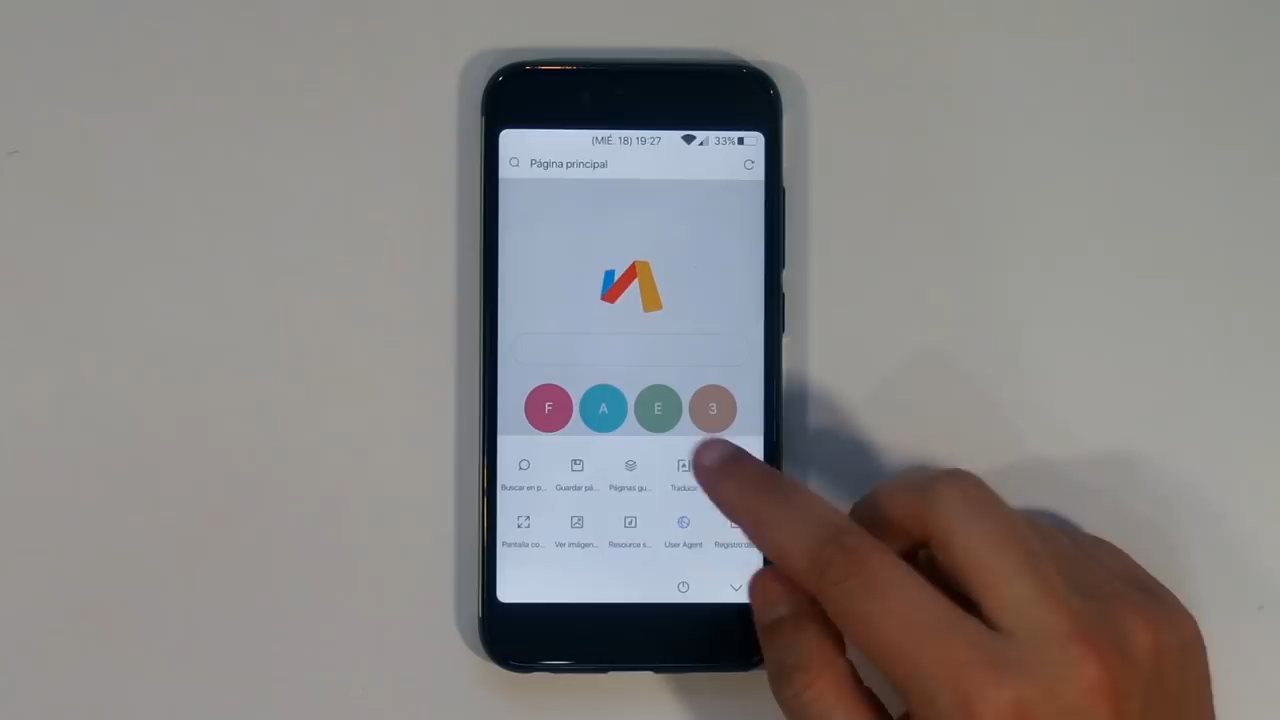 (MIÉ. 18) 19:27 33%
Página principal
F A E 3
Buscar en p... Guardar pá... Páginas gu... Traducir
Pantalla co... Ver imágen... Resource s... User Agent